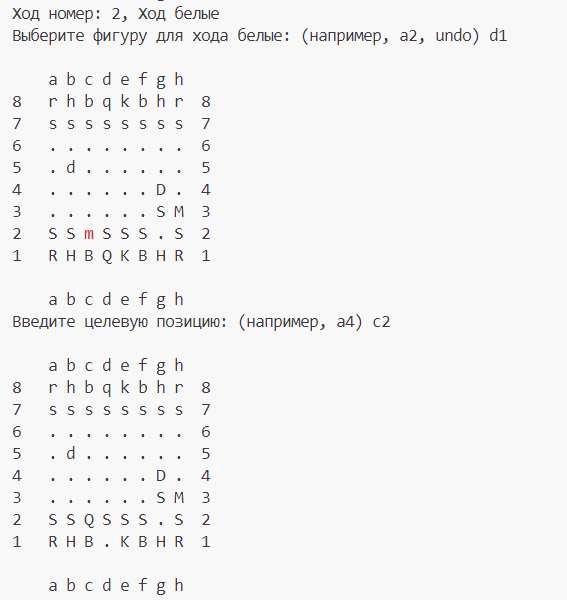 Ход номер: 2, Ход белые
Выберите фигуру для хода белые: (например, a2, undo) d1
a b c d e f g h
8 r h b q k b h r 8
7 s s s s s s s s 7
6 . . . . . . . . 6
5 . d . . . . . . 5
4 . . . . . . D . 4
3 . . . . . . S M 3
2 S S m S S S . S 2
1 R H B Q K B H R 1
a b c d e f g h
Введите целевую позицию: (например, a4) c2
a b c d e f g h
8 r h b q k b h r 8
7 s s s s s s s s 7
6 . . . . . . . . 6
5 . d . . . . . . 5
4 . . . . . . D . 4
3 . . . . . . S M 3
2 S S Q S S S . S 2
1 R H B . K B H R 1
a b c d e f g h